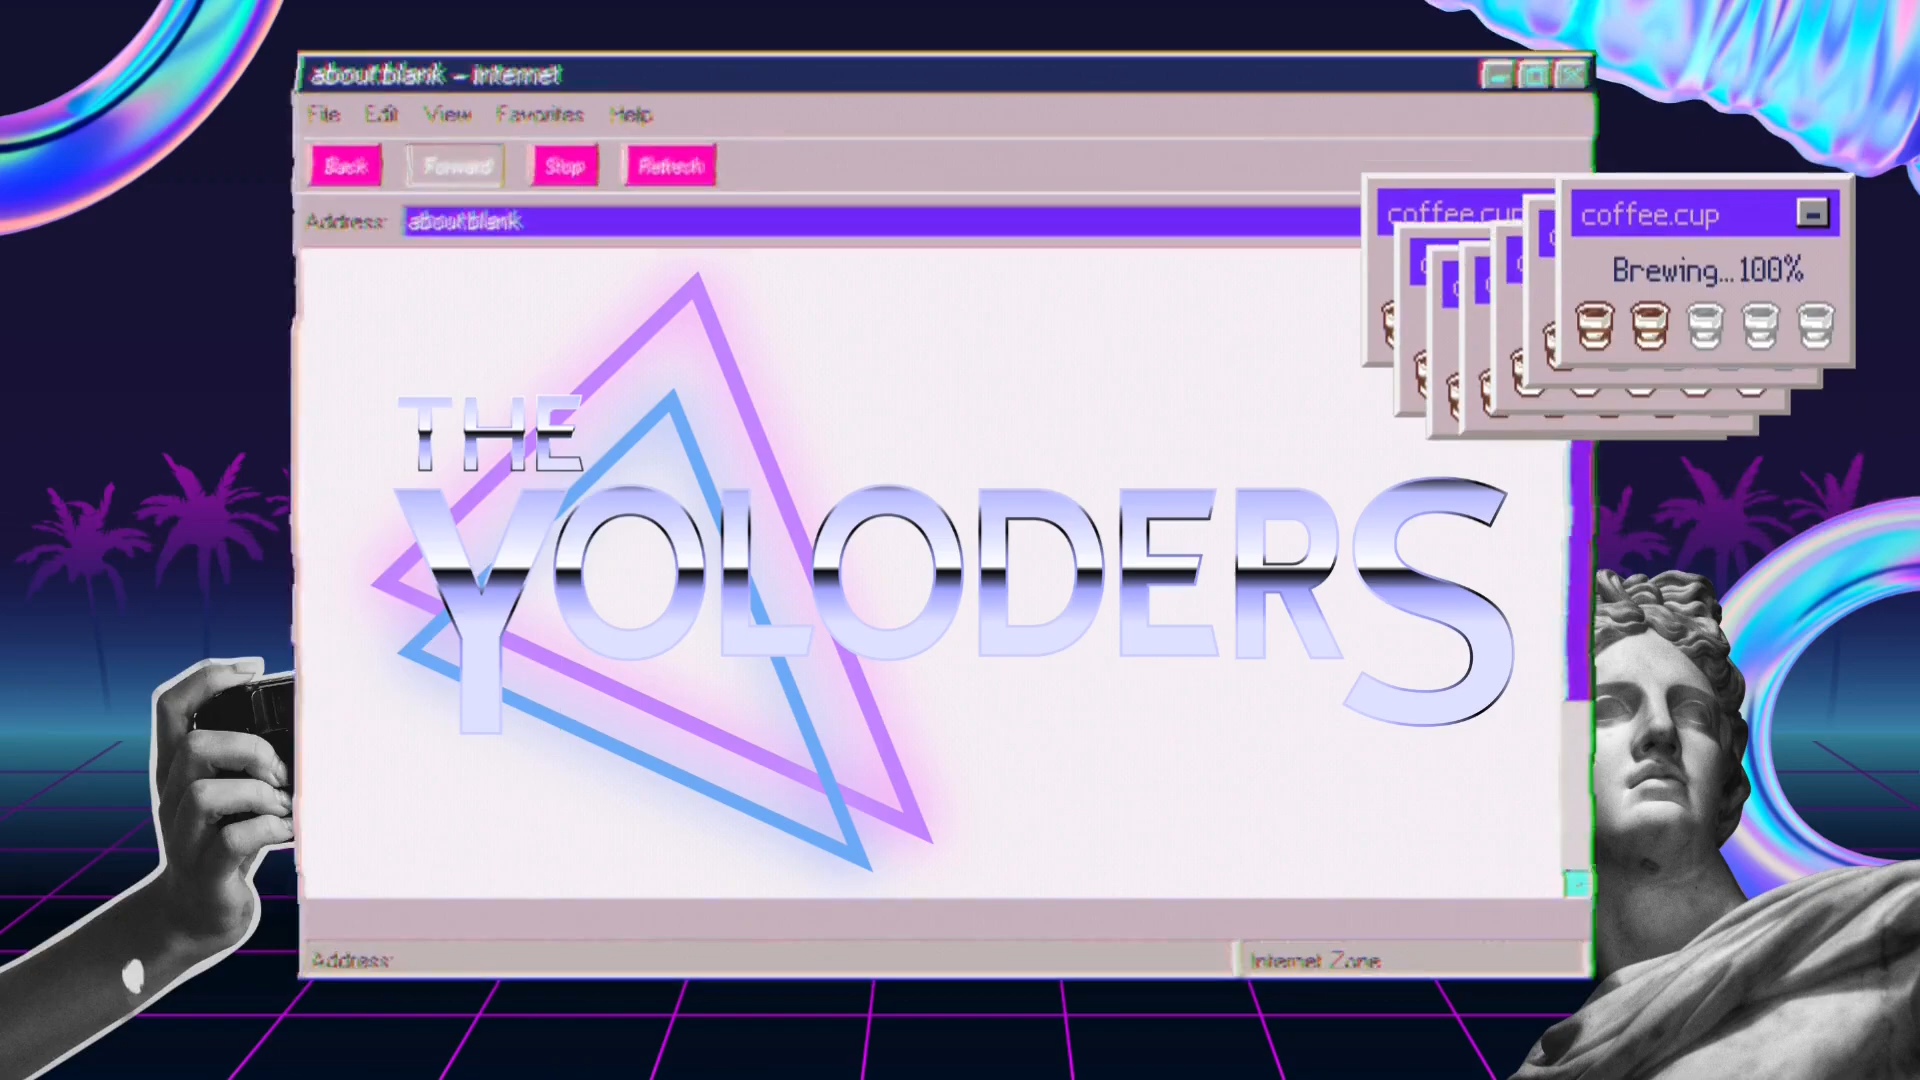 about:blank - Internet
File Edit View Favorites Help
Back Forward Stop Refresh
Address: about:blank
coffee.cup
coffee.cup
Brewing...100%
THE
YOLODERS
Address:
Internet Zone